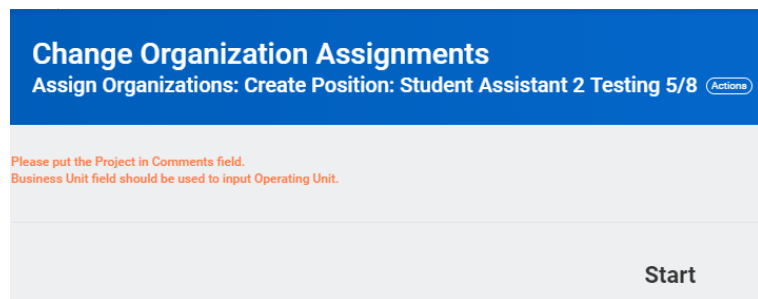 Change Organization Assignments
Assign Organizations: Create Position: Student Assistant 2 Testing 5/8 Actions
Please put the Project in Comments field.
Business Unit field should be used to input Operating Unit.
Start